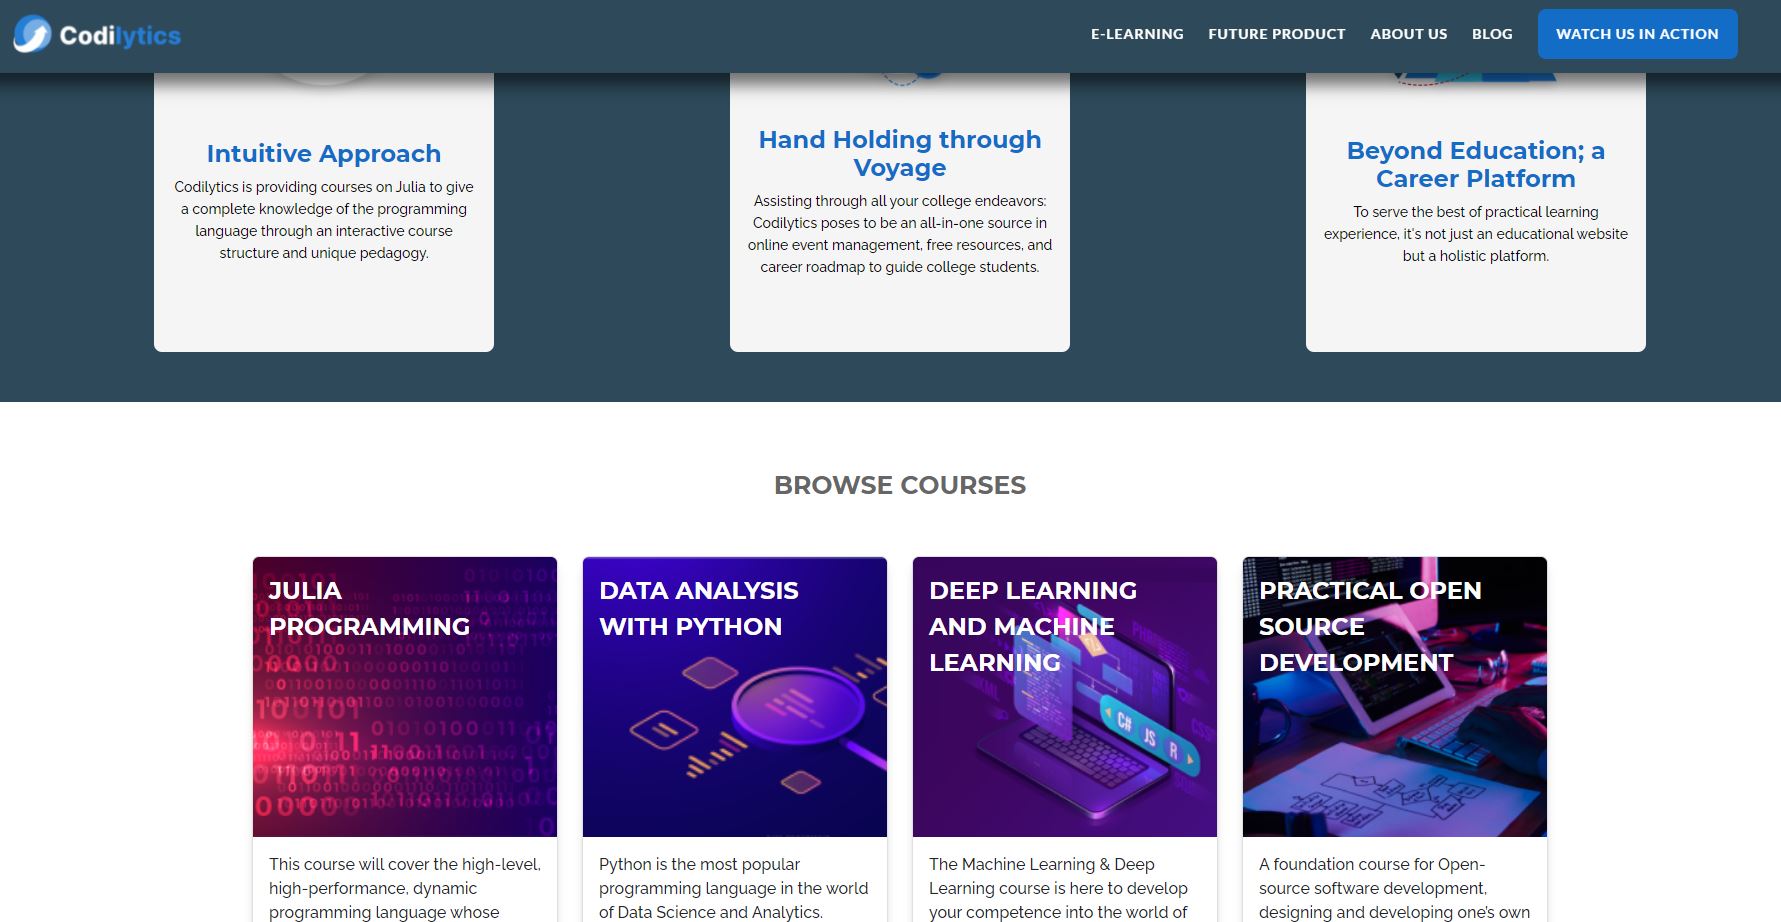 Codilytics
E-LEARNING
FUTURE PRODUCT
ABOUT US
BLOG
WATCH US IN ACTION
Intuitive Approach
Codilytics is providing courses on Julia to give
a complete knowledge of the programming
language through an interactive course
structure and unique pedagogy.
Hand Holding through
Voyage
Assisting through all your college endeavors:
Codilytics poses to be an all-in-one source in
online event management, free resources, and
career roadmap to guide college students.
Beyond Education; a
Career Platform
To serve the best of practical learning
experience, it's not just an educational website
but a holistic platform.
BROWSE COURSES
JULIA
PROGRAMMING
This course will cover the high-level,
high-performance, dynamic
programming language whose
DATA ANALYSIS
WITH PYTHON
Python is the most popular
programming language in the world
of Data Science and Analytics.
DEEP LEARNING
AND MACHINE
LEARNING
C#
JS
R
The Machine Learning & Deep
Learning course is here to develop
your competence into the world of
PRACTICAL OPEN
SOURCE
DEVELOPMENT
A foundation course for Open-
source software development,
designing and developing one's own